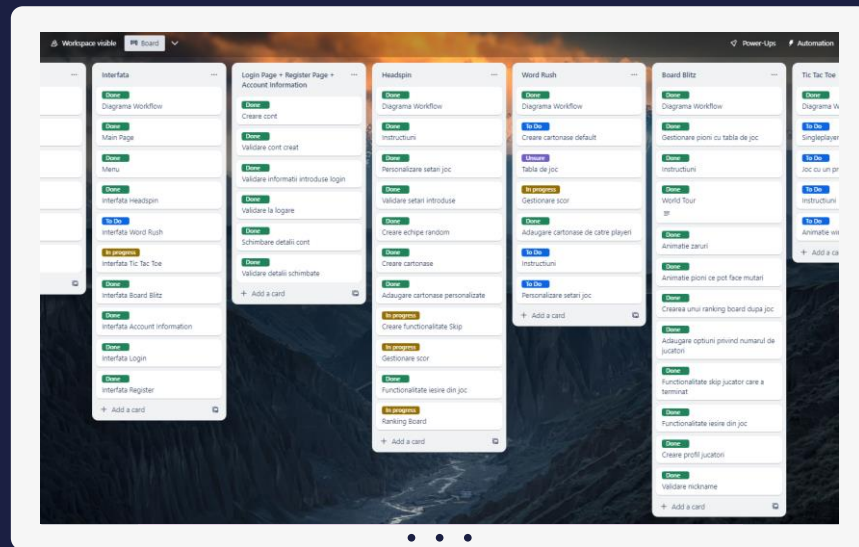 Workspace visible
Board
Power-Ups
Automation
Interfata
Done
Diagrama Workflow
Done
Main Page
Done
Menu
Done
Interfata Headspin
To Do
Interfata Word Rush
In progress
Interfata Tic Tac Toe
Done
Interfata Board Blitz
Done
Interfata Account Information
Done
Interfata Login
Done
Interfata Register
+ Add a card
Login Page + Register Page +
Account Information
Done
Creare cont
Done
Validare cont creat
Done
Validare informatii introduse login
Done
Validare la logare
Done
Schimbare detalii cont
Done
Validare detalii schimbate
+ Add a card
Headspin
Done
Diagrama Workflow
Done
Instructiuni
Done
Personalizare setari joc
Done
Validare setari introduse
Done
Creare echipe random
Done
Creare cartonase
Done
Adaugare cartonase personalizate
In progress
Creare functionalitate Skip
In progress
Gestionare scor
Done
Functionalitate iesire din joc
In progress
Ranking Board
+ Add a card
Word Rush
Done
Diagrama Workflow
To Do
Creare cartonase default
Unsure
Tabla de joc
In progress
Gestionare scor
Done
Adaugare cartonase de catre playeri
To Do
Instructiuni
To Do
Personalizare setari joc
+ Add a card
Board Blitz
Done
Diagrama Workflow
Done
Gestionare pioni cu tabla de joc
Done
Instructiuni
Done
World Tour
Done
Animatie zaruri
Done
Animatie pioni ce pot face mutari
Done
Crearea unui ranking board dupa joc
Done
Adaugare optiuni privind numarul de
jucatori
Done
Functionalitate skip jucator care a
terminat
Done
Functionalitate iesire din joc
Done
Creare profil jucatori
Done
Validare nickname
+ Add a card
Tic Tac Toe
Done
Diagrama W
To Do
Singleplayer
To Do
Joc cu un pr
To Do
Instructiuni
To Do
Animatie wi
+ Add a ca